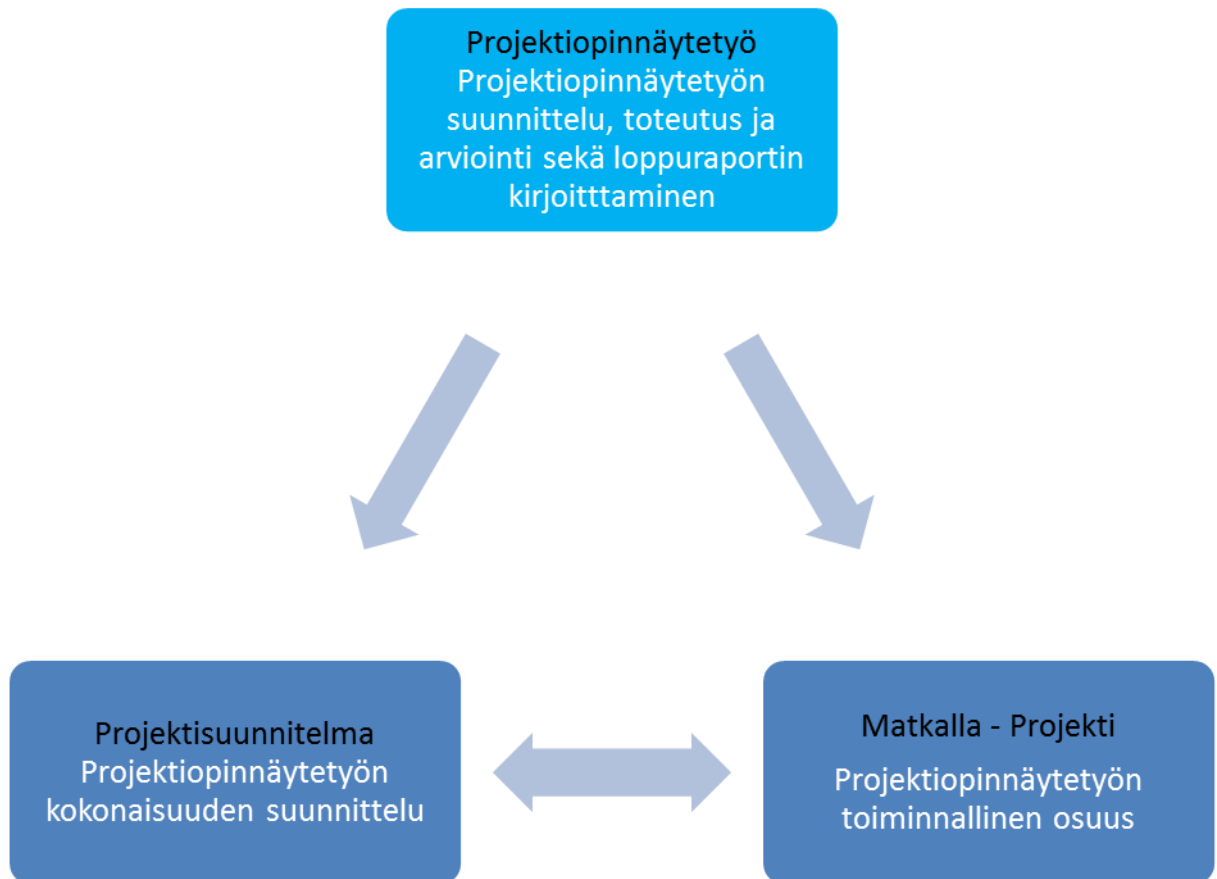 Projektiopinnäytetyö
Projektiopinnäytetyön
suunnittelu, toteutus ja
arviointi sekä loppuraportin
kirjoitttaminen
Projektisuunnitelma
Projektiopinnäytetyön
kokonaisuuden suunnittelu
Matkalla - Projekti
Projektiopinnäytetyön
toiminnallinen osuus